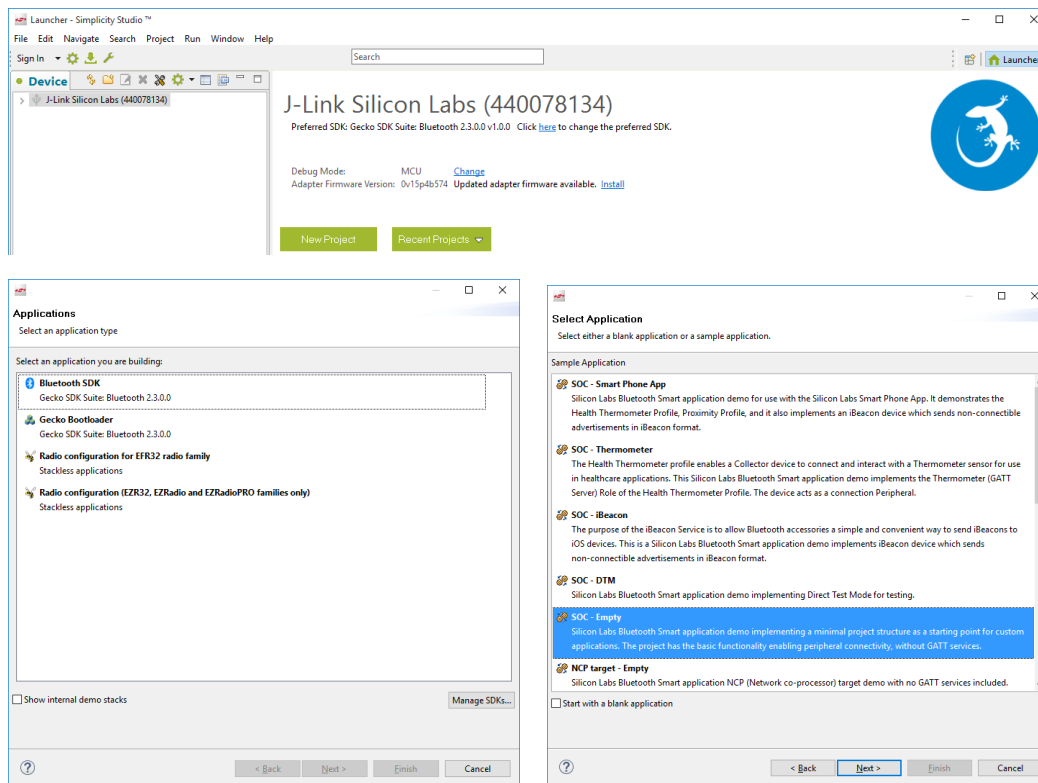 Launcher - Simplicity Studio ™
File Edit Navigate Search Project Run Window Help
Sign In
Search
Launcher
Device
J-Link Silicon Labs (440078134)
J-Link Silicon Labs (440078134)
Preferred SDK: Gecko SDK Suite: Bluetooth 2.3.0.0 v1.0.0 Click here to change the preferred SDK.
Debug Mode: MCU Change
Adapter Firmware Version: 0v15p4b574 Updated adapter firmware available. Install
New Project
Recent Projects
Applications
Select an application type
Select an application you are building:
Bluetooth SDK
Gecko SDK Suite: Bluetooth 2.3.0.0
Gecko Bootloader
Gecko SDK Suite: Bluetooth 2.3.0.0
Radio configuration for EFR32 radio family
Stackless applications
Radio configuration (EZR32, EZRadio and EZRadioPRO families only)
Stackless applications
Show internal demo stacks
Manage SDKs...
?
< Back
Next >
Finish
Cancel
Select Application
Select either a blank application or a sample application.
Sample Application
SOC - Smart Phone App
Silicon Labs Bluetooth Smart application demo for use with the Silicon Labs Smart Phone App. It demonstrates the
Health Thermometer Profile, Proximity Profile, and it also implements an iBeacon device which sends non-connectible
advertisements in iBeacon format.
SOC - Thermometer
The Health Thermometer profile enables a Collector device to connect and interact with a Thermometer sensor for use
in healthcare applications. This Silicon Labs Bluetooth Smart application demo implements the Thermometer (GATT
Server) Role of the Health Thermometer Profile. The device acts as a connection Peripheral.
SOC - iBeacon
The purpose of the iBeacon Service is to allow Bluetooth accessories a simple and convenient way to send iBeacons to
iOS devices. This is a Silicon Labs Bluetooth Smart application demo implements iBeacon device which sends
non-connectible advertisements in iBeacon format.
SOC - DTM
Silicon Labs Bluetooth Smart application demo implementing Direct Test Mode for testing.
SOC - Empty
Silicon Labs Bluetooth Smart application demo implementing a minimal project structure as a starting point for custom
applications. The project has the basic functionality enabling peripheral connectivity, without GATT services.
NCP target - Empty
Silicon Labs Bluetooth Smart application NCP (Network co-processor) target demo with no GATT services included.
Start with a blank application
?
< Back
Next >
Finish
Cancel